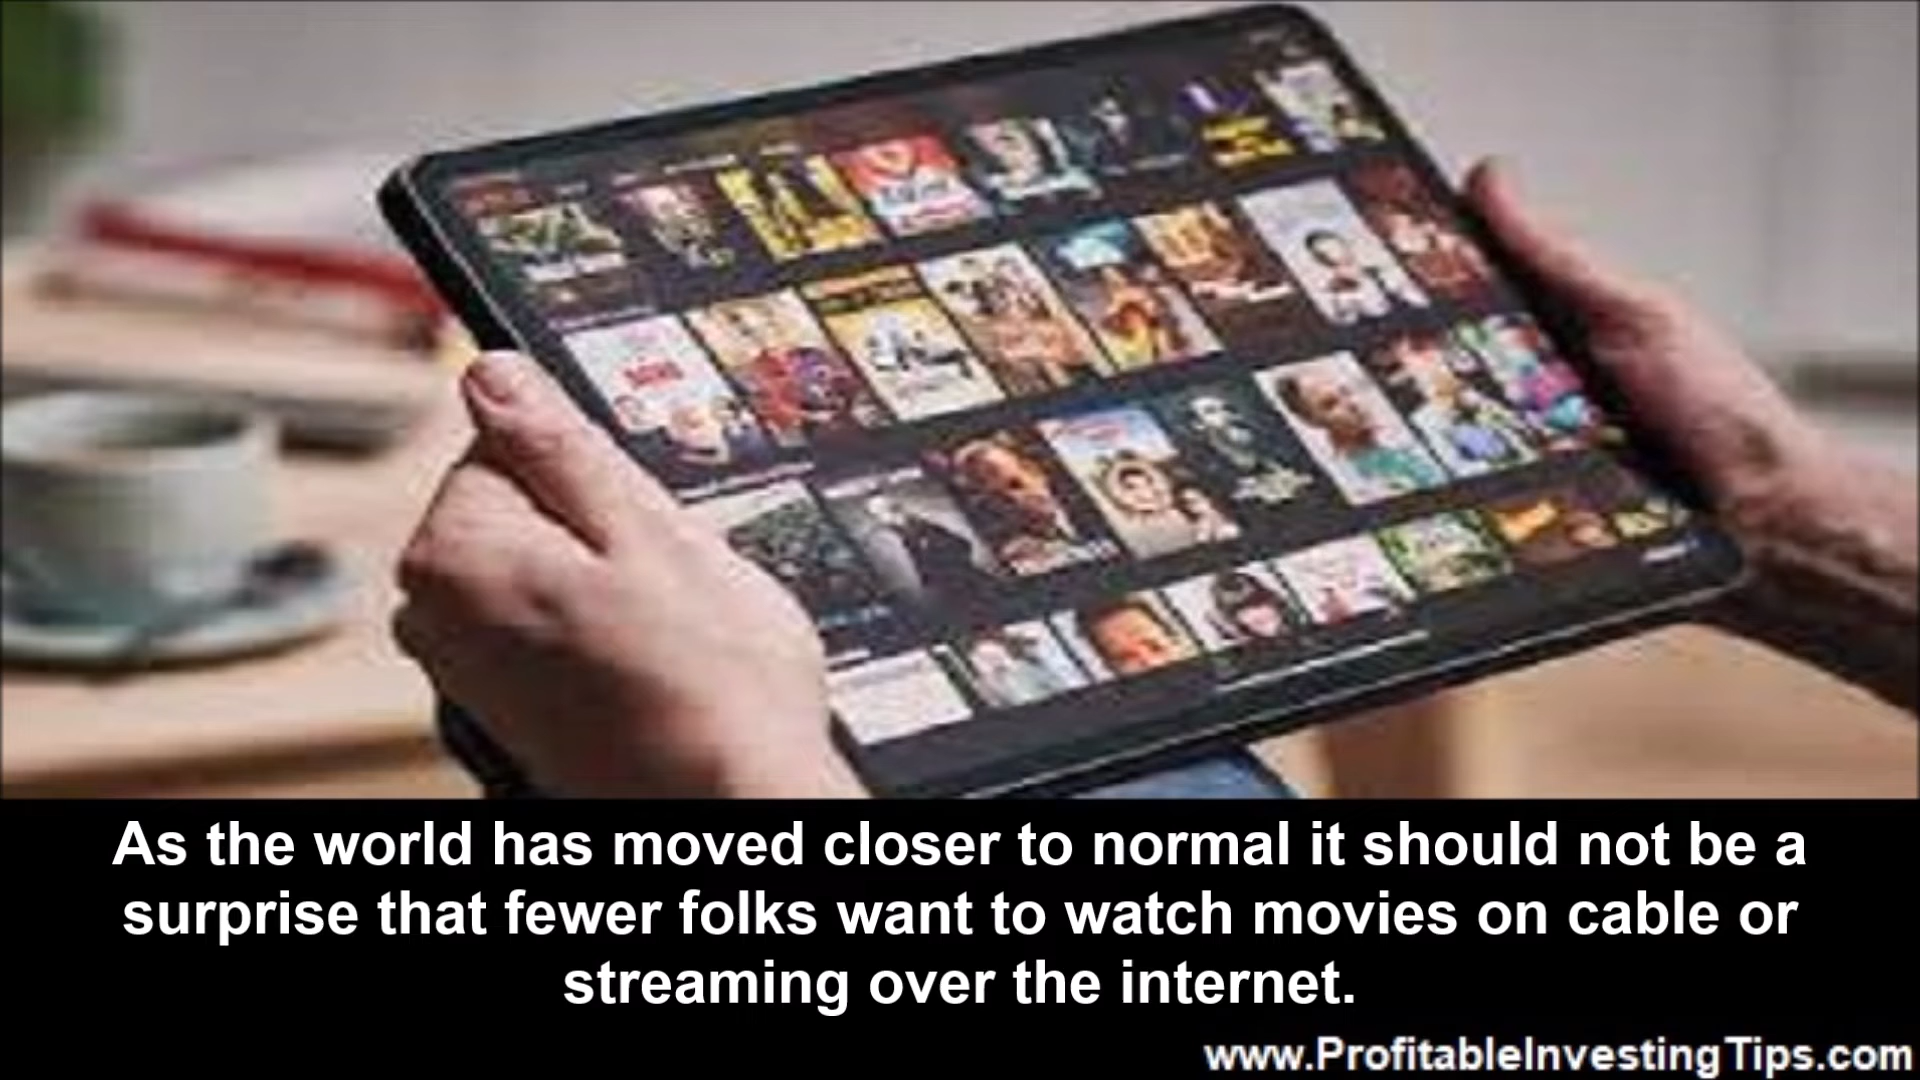 As the world has moved closer to normal it should not be a
surprise that fewer folks want to watch movies on cable or
streaming over the internet.
www.ProfitableInvestingTips.com